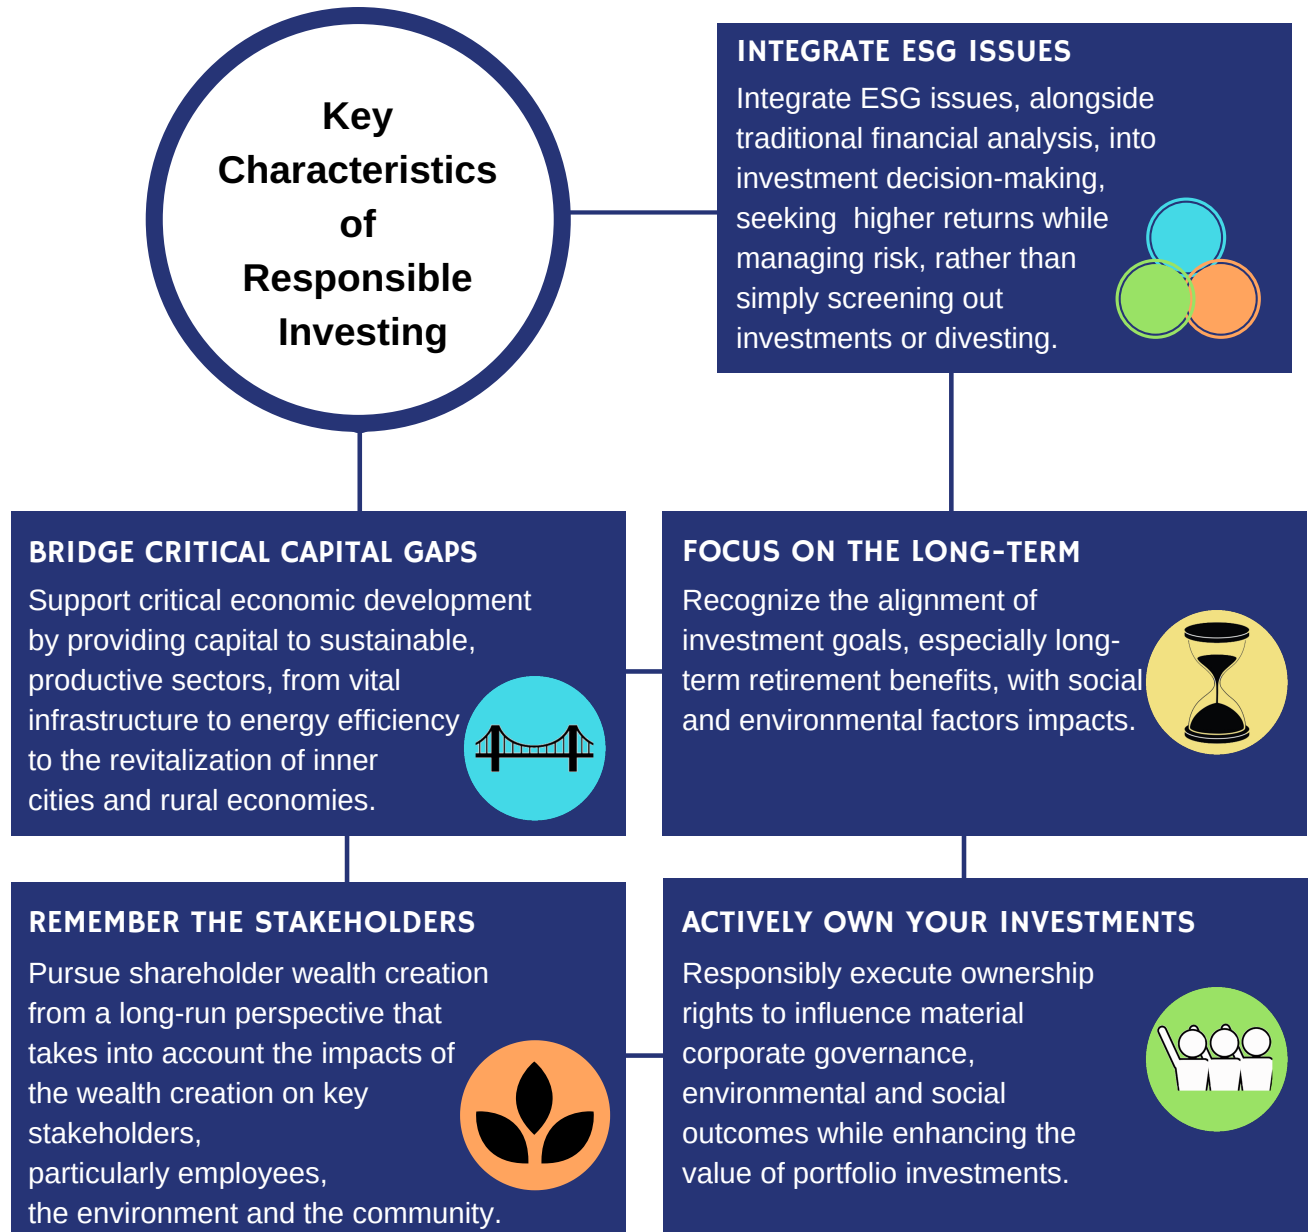 Key
Characteristics
of
Responsible
Investing
INTEGRATE ESG ISSUES
Integrate ESG issues, alongside
traditional financial analysis, into
investment decision-making,
seeking  higher returns while
managing risk, rather than
simply screening out
investments or divesting.
BRIDGE CRITICAL CAPITAL GAPS
Support critical economic development
by providing capital to sustainable,
productive sectors, from vital
infrastructure to energy efficiency
to the revitalization of inner
cities and rural economies.
FOCUS ON THE LONG-TERM
Recognize the alignment of
investment goals, especially long-
term retirement benefits, with social
and environmental factors impacts.
REMEMBER THE STAKEHOLDERS
Pursue shareholder wealth creation
from a long-run perspective that
takes into account the impacts of
the wealth creation on key
stakeholders,
particularly employees,
the environment and the community.
ACTIVELY OWN YOUR INVESTMENTS
Responsibly execute ownership
rights to influence material
corporate governance,
environmental and social
outcomes while enhancing the
value of portfolio investments.